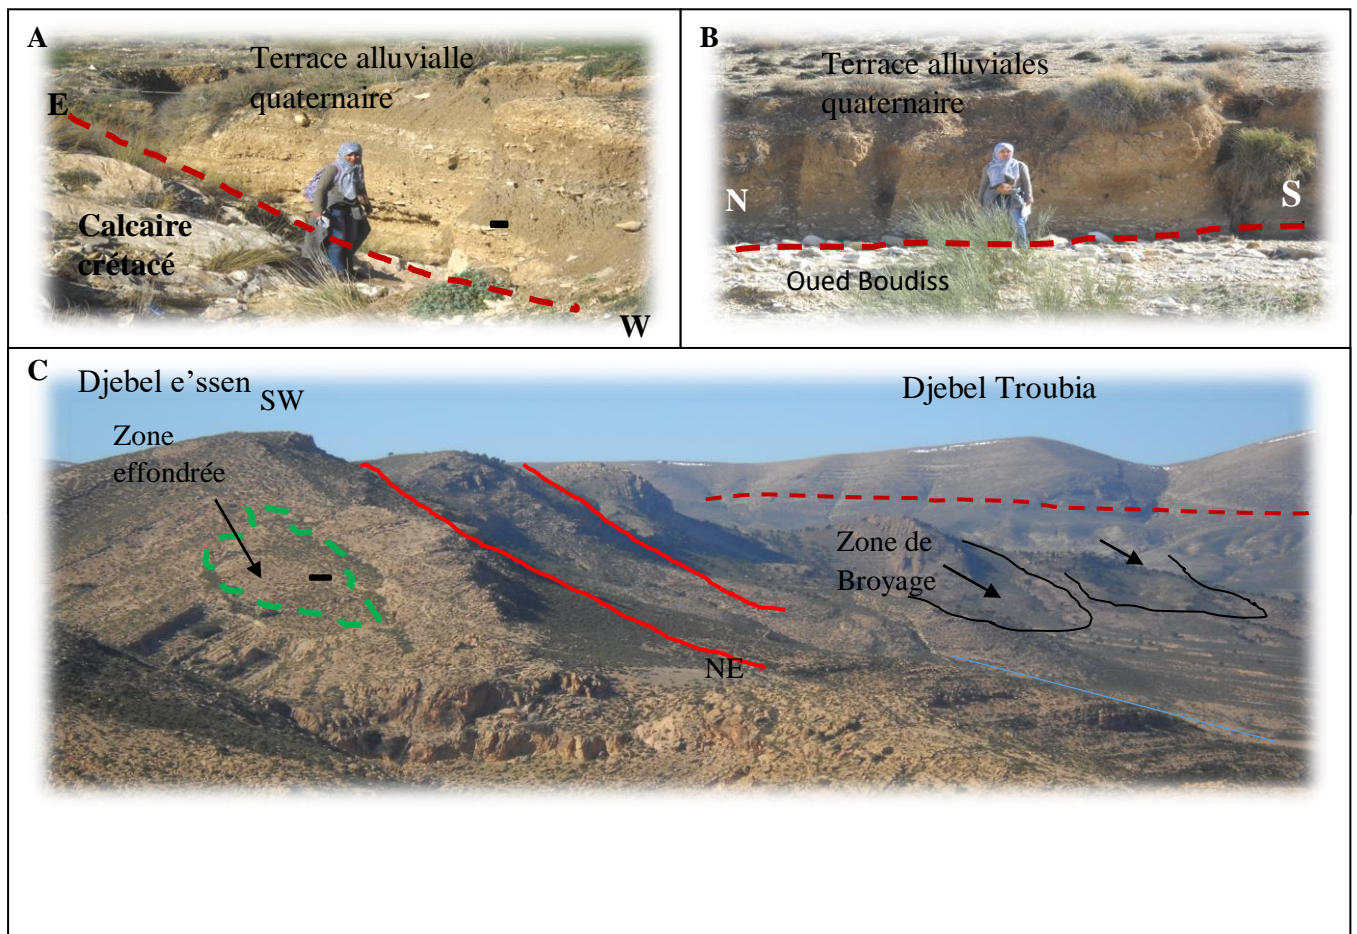 A
Terrace alluvialle
quaternaire
E
Calcaire
crétacé
W
B
Terrace alluviales
quaternaire
N
S
Oued Boudiss
C
Djebel e’ssen
SW
Djebel Troubia
Zone
effondrée
Zone de
Broyage
NE